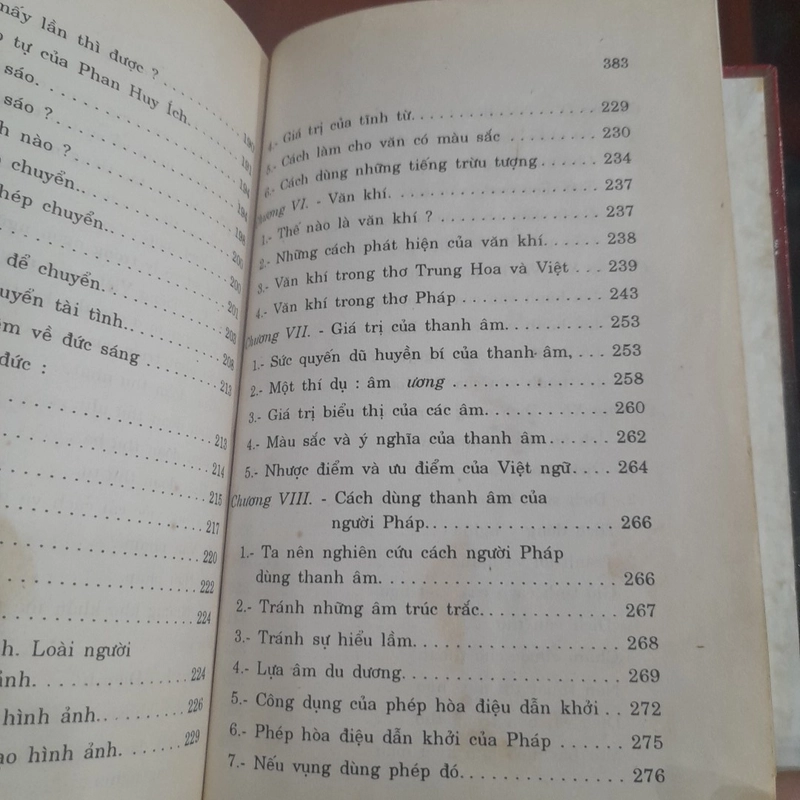 mấy lần thì được ?
tự của Phan Huy Ích. 190
sáo. 191
sáo ? 194
nào ? 194
chuyển. 198
phép chuyển. 200
200
để chuyển. 201
tài tình. 203
về đức sáng 208
đức : 213
213
214
215
217
220
222
224
Loài người
224
hình ảnh. 226
hình ảnh. 229
383
4.- Giá trị của tĩnh từ. 229
5.- Cách làm cho văn có màu sắc 230
6.- Cách dùng những tiếng trừu tượng 234
Chương VI. - Văn khí. 237
1.- Thế nào là văn khí ? 237
2.- Những cách phát hiện của văn khí. 238
3.- Văn khí trong thơ Trung Hoa và Việt 239
4.- Văn khí trong thơ Pháp 243
Chương VII. - Giá trị của thanh âm. 253
1.- Sức quyến dũ huyền bí của thanh âm, 253
2.- Một thí dụ : âm ương 258
3.- Giá trị biểu thị của các âm. 260
4.- Màu sắc và ý nghĩa của thanh âm 262
5.- Nhược điểm và ưu điểm của Việt ngữ. 264
Chương VIII. - Cách dùng thanh âm của
người Pháp. 266
1.- Ta nên nghiên cứu cách người Pháp
dùng thanh âm. 266
2.- Tránh những âm trúc trắc. 267
3.- Tránh sự hiểu lầm. 268
4.- Lựa âm du dương. 269
5.- Công dụng của phép hòa điệu dẫn khởi 272
6.- Phép hòa điệu dẫn khởi của Pháp 275
7.- Nếu vụng dùng phép đó. 276